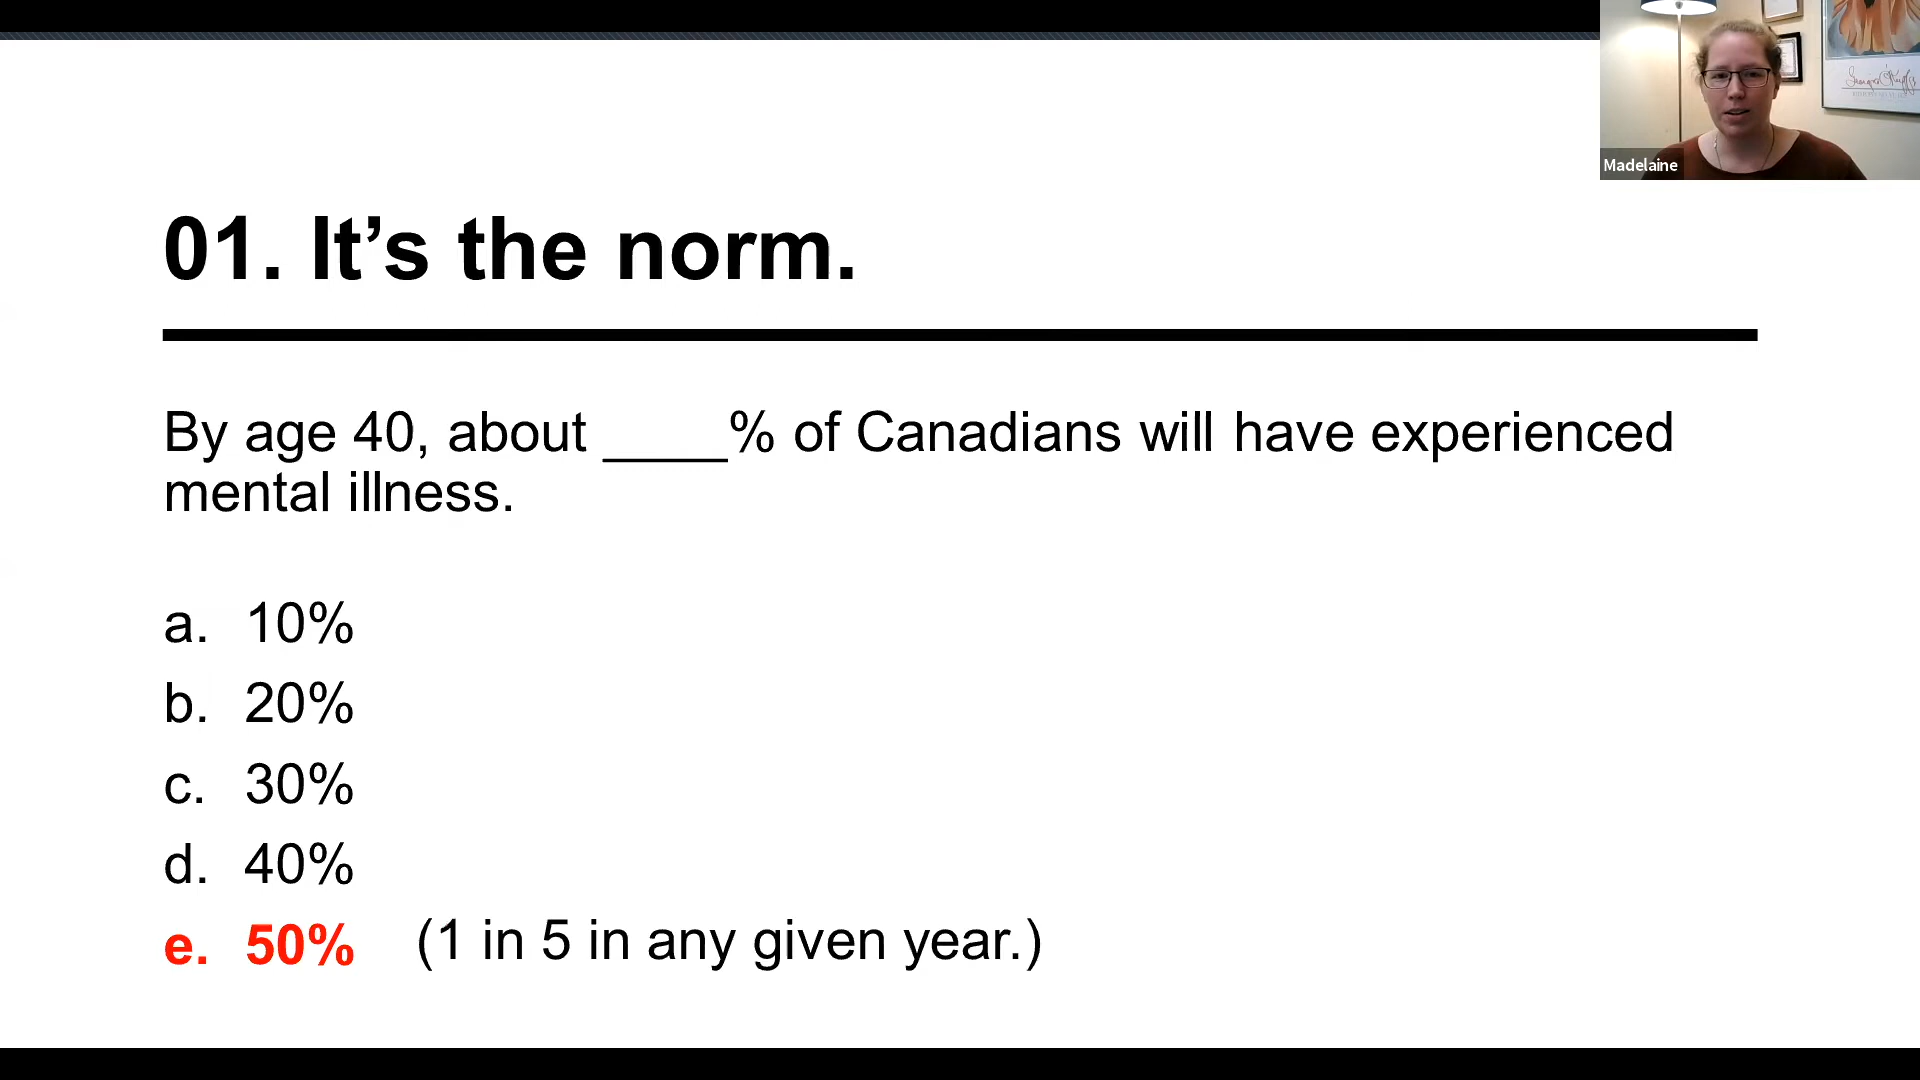 Madelaine
01. It’s the norm.
By age 40, about ____% of Canadians will have experienced
mental illness.
a. 10%
b. 20%
c. 30%
d. 40%
e. 50% (1 in 5 in any given year.)